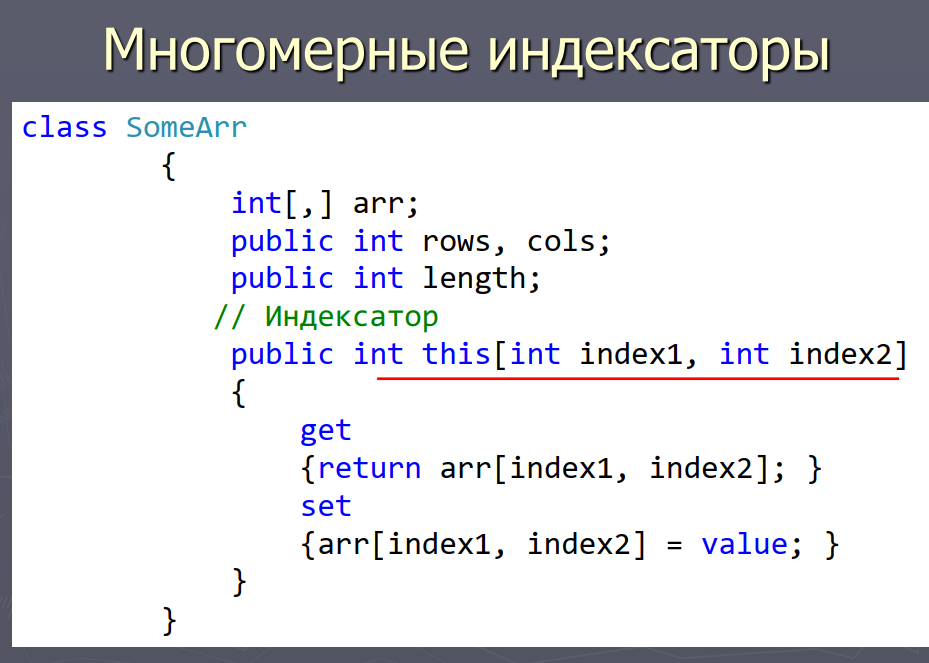 Многомерные индексаторы
class SomeArr
{
int[,] arr;
public int rows, cols;
public int length;
// Индексатор
public int this[int index1, int index2]
{
get
{return arr[index1, index2]; }
set
{arr[index1, index2] = value; }
}
}